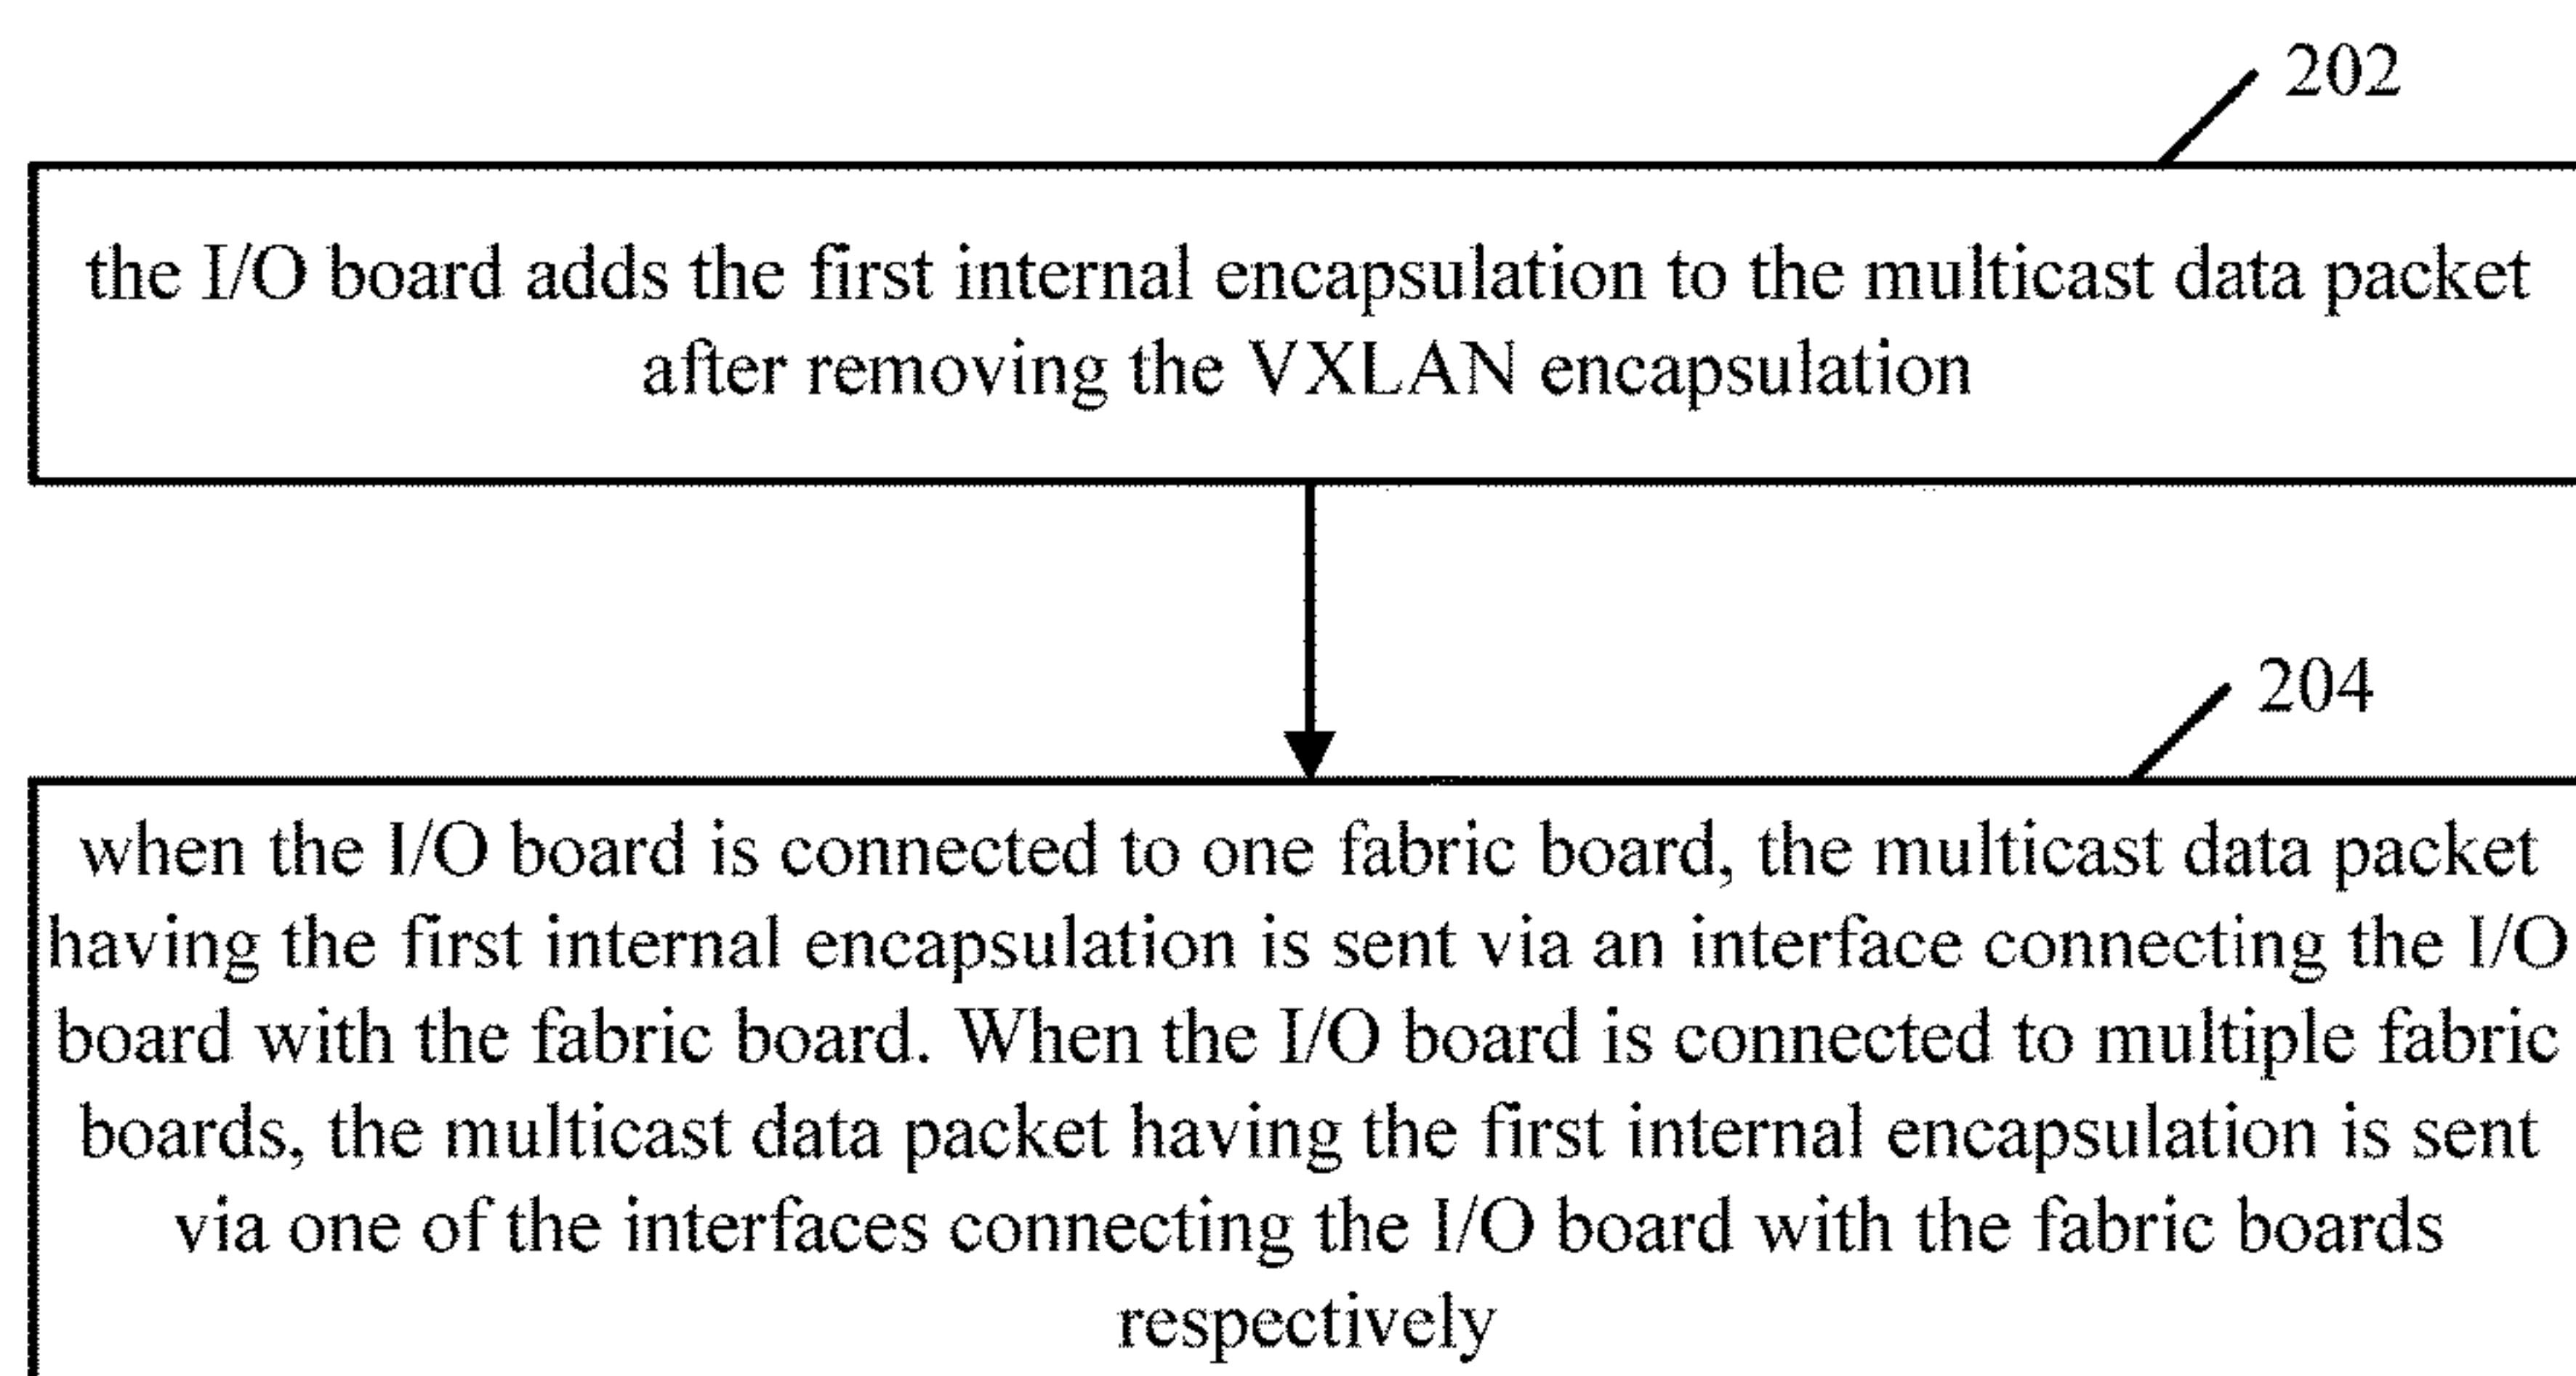 202
the I/O board adds the first internal encapsulation to the multicast data packet
after removing the VXLAN encapsulation
204
when the I/O board is connected to one fabric board, the multicast data packet
having the first internal encapsulation is sent via an interface connecting the I/O
board with the fabric board. When the I/O board is connected to multiple fabric
boards, the multicast data packet having the first internal encapsulation is sent
via one of the interfaces connecting the I/O board with the fabric boards
respectively